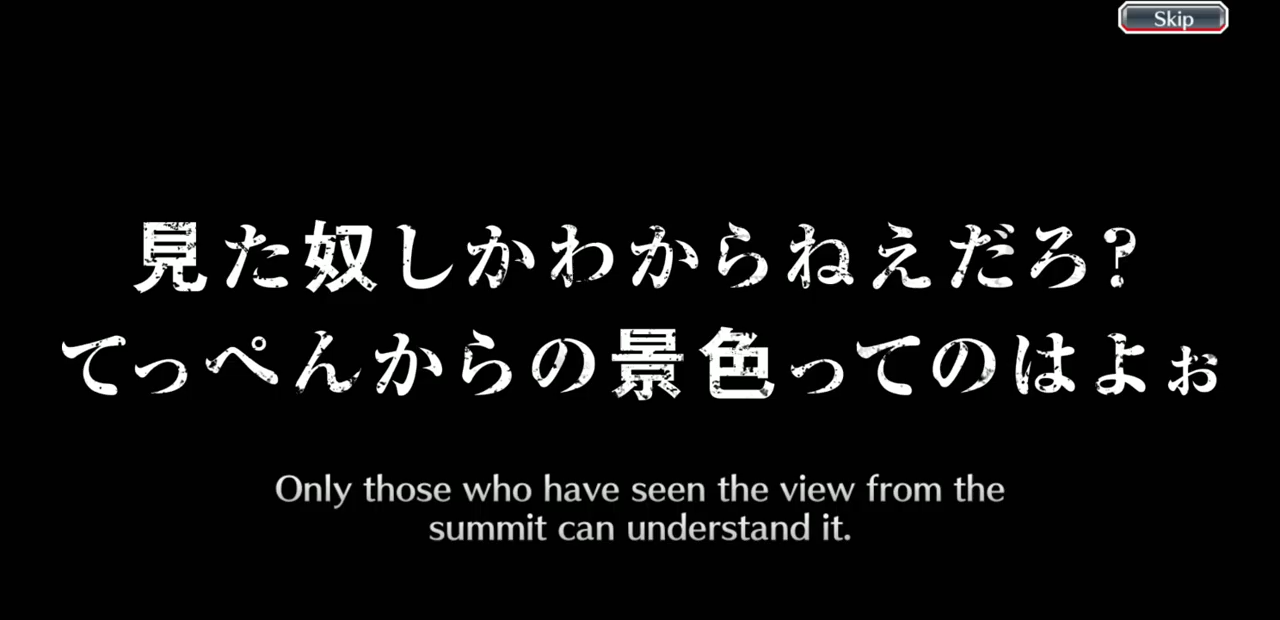 Skip
見た奴しかわからねえだろ?
てっぺんからの景色ってのはよぉ
Only those who have seen the view from the
summit can understand it.